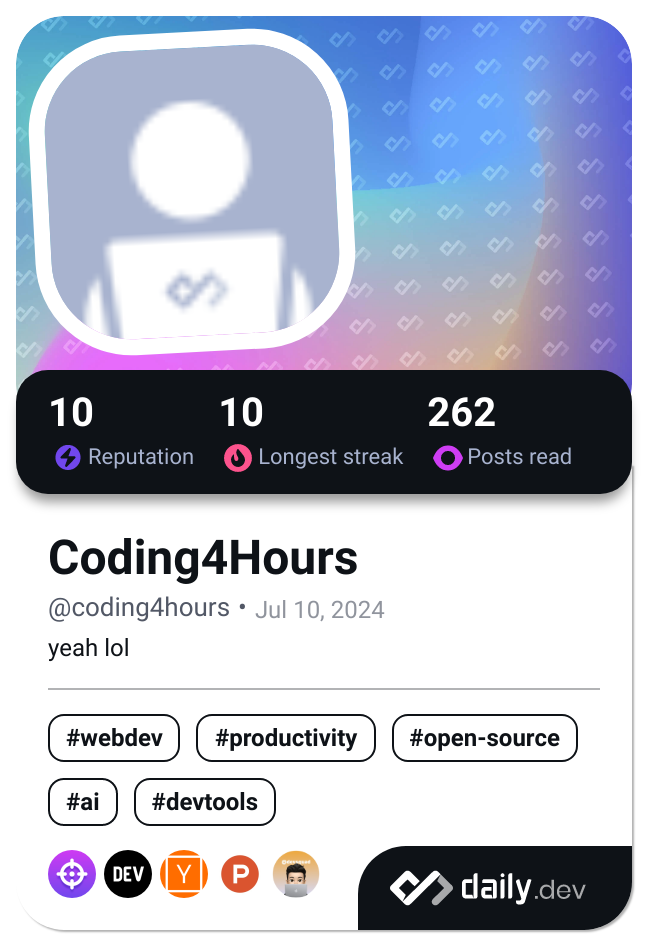 10 10 262
Reputation Longest streak Posts read
Coding4Hours
@coding4hours • Jul 10, 2024
yeah lol
#webdev #productivity #open-source
#ai #devtools
DEV Y P
daily.dev